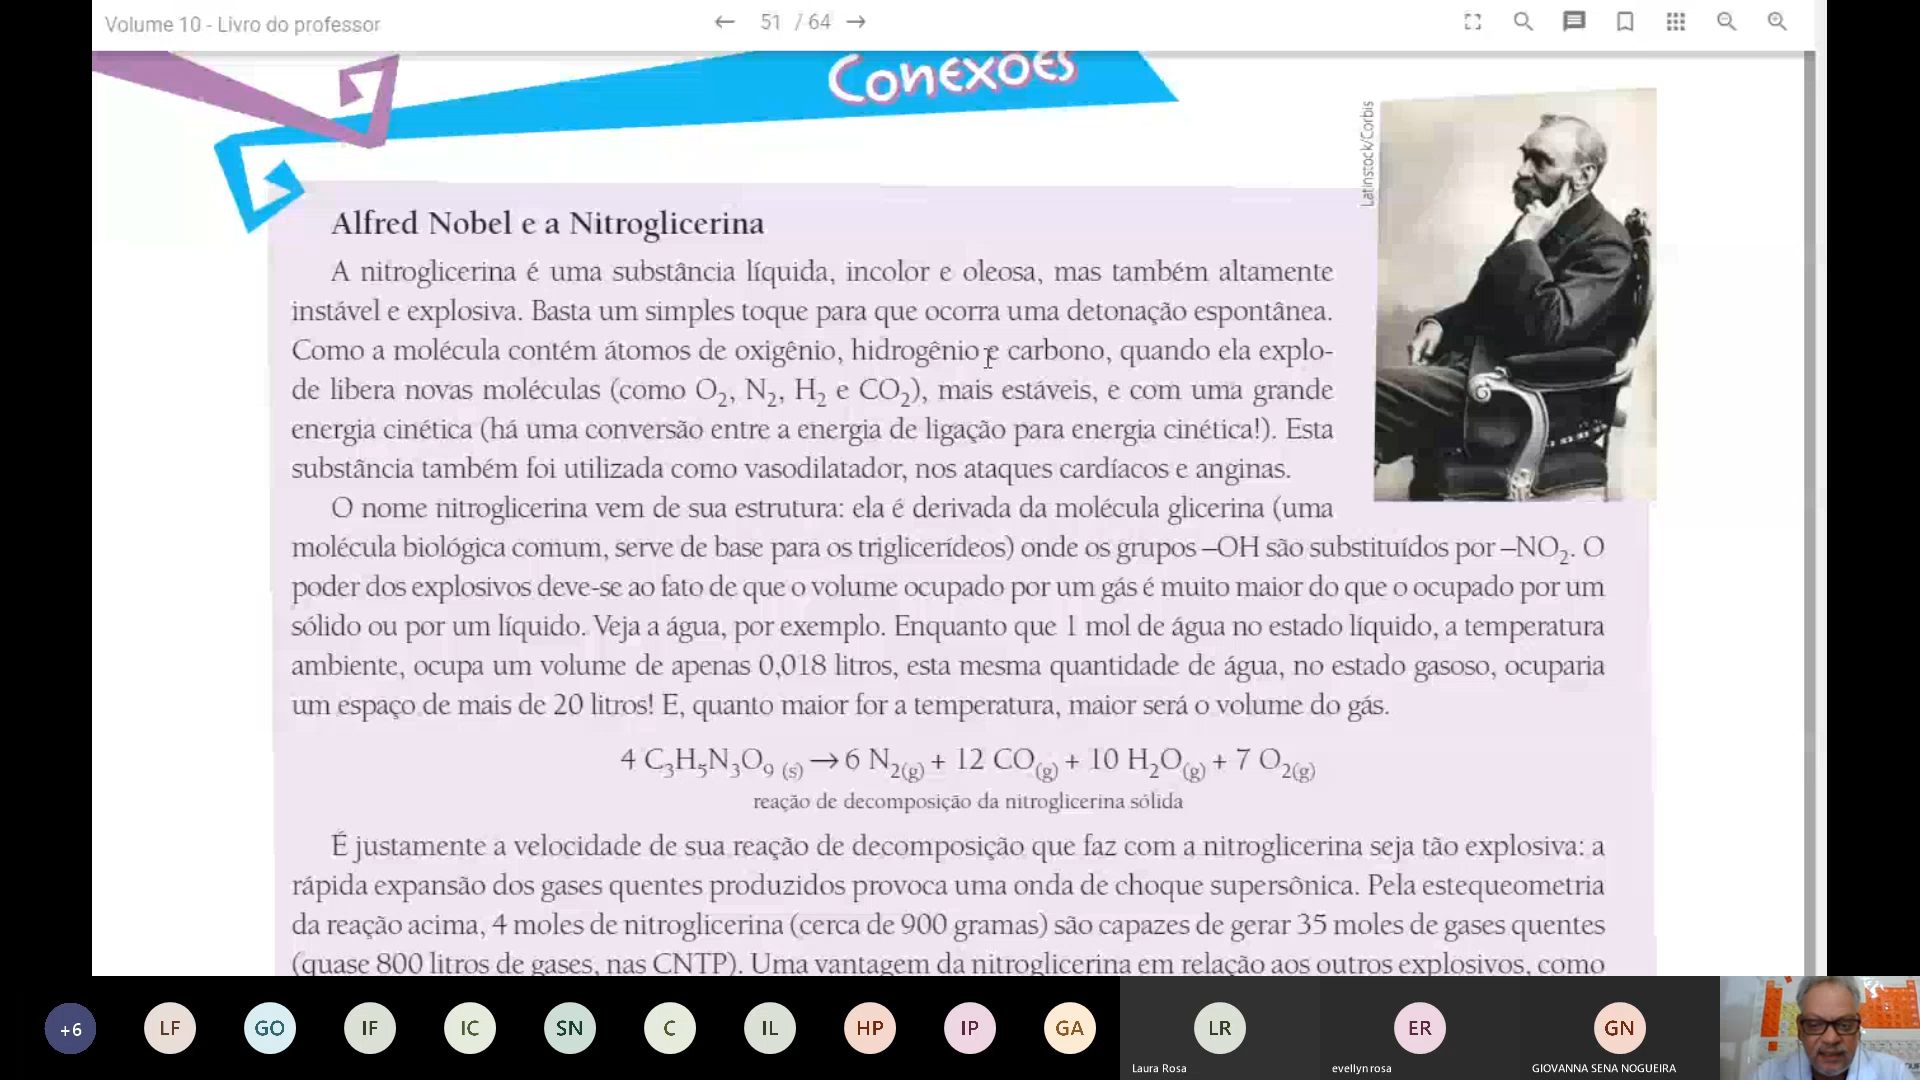 Volume 10 - Livro do professor
51 / 64
Conexões
Latinstock/Corbis
Alfred Nobel e a Nitroglicerina
A nitroglicerina é uma substância líquida, incolor e oleosa, mas também altamente
instável e explosiva. Basta um simples toque para que ocorra uma detonação espontânea.
Como a molécula contém átomos de oxigênio, hidrogênio e carbono, quando ela explo-
de libera novas moléculas (como O₂, N₂, H₂ e CO₂), mais estáveis, e com uma grande
energia cinética (há uma conversão entre a energia de ligação para energia cinética!). Esta
substância também foi utilizada como vasodilatador, nos ataques cardíacos e anginas.
O nome nitroglicerina vem de sua estrutura: ela é derivada da molécula glicerina (uma
molécula biológica comum, serve de base para os triglicerídeos) onde os grupos –OH são substituídos por –NO₂. O
poder dos explosivos deve-se ao fato de que o volume ocupado por um gás é muito maior do que o ocupado por um
sólido ou por um líquido. Veja a água, por exemplo. Enquanto que 1 mol de água no estado líquido, a temperatura
ambiente, ocupa um volume de apenas 0,018 litros, esta mesma quantidade de água, no estado gasoso, ocuparia
um espaço de mais de 20 litros! E, quanto maior for a temperatura, maior será o volume do gás.
4 C₃H₅N₃O₉ (s) → 6 N₂(g) + 12 CO(g) + 10 H₂O(g) + 7 O₂(g)
reação de decomposição da nitroglicerina sólida
É justamente a velocidade de sua reação de decomposição que faz com a nitroglicerina seja tão explosiva: a
rápida expansão dos gases quentes produzidos provoca uma onda de choque supersônica. Pela estequeometria
da reação acima, 4 moles de nitroglicerina (cerca de 900 gramas) são capazes de gerar 35 moles de gases quentes
(quase 800 litros de gases, nas CNTP). Uma vantagem da nitroglicerina em relação aos outros explosivos, como
+6 LF GO IF IC SN C IL HP IP GA LR ER GN
Laura Rosa
evellyn rosa
GIOVANNA SENA NOGUEIRA